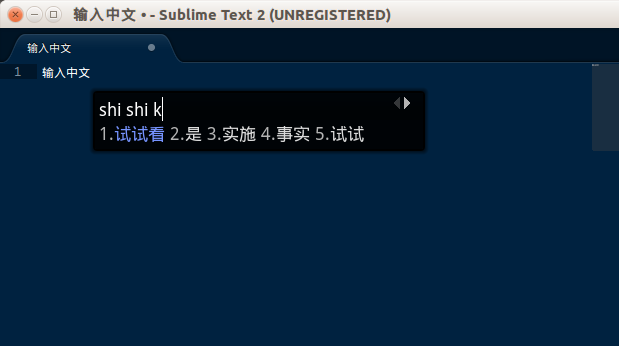 输入中文 • - Sublime Text 2 (UNREGISTERED)
输入中文
1 输入中文
shi shi k
1.试试看 2.是 3.实施 4.事实 5.试试